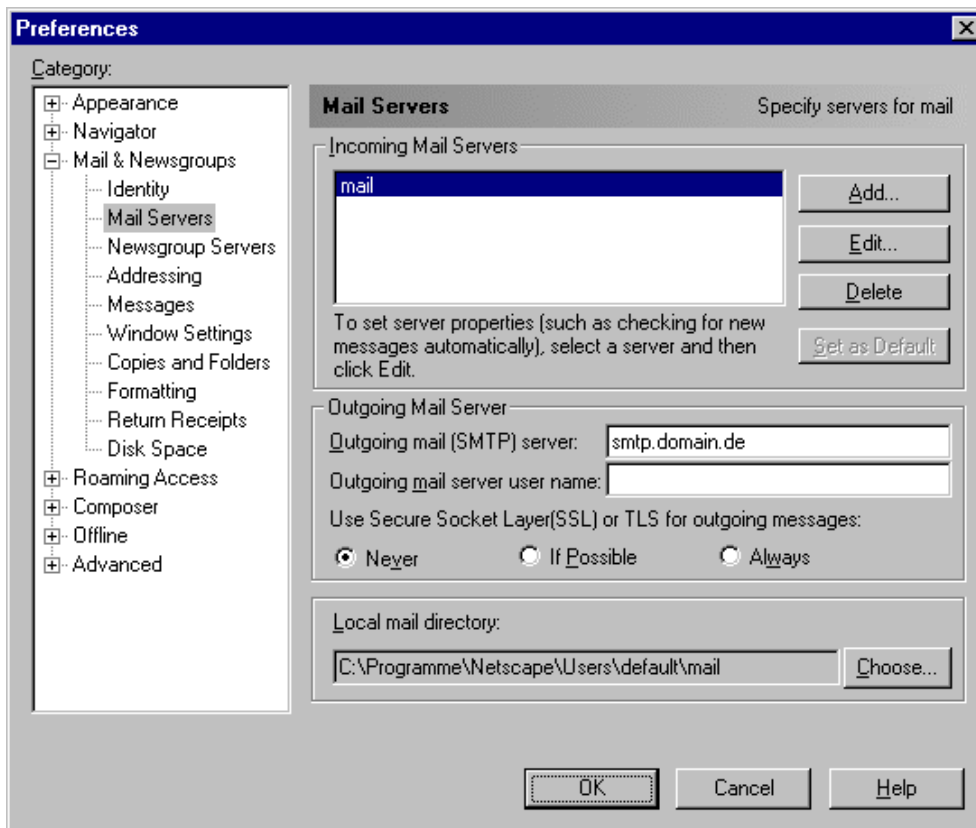 Preferences
Category:
Appearance
Navigator
Mail & Newsgroups
Identity
Mail Servers
Newsgroup Servers
Addressing
Messages
Window Settings
Copies and Folders
Formatting
Return Receipts
Disk Space
Roaming Access
Composer
Offline
Advanced
Mail Servers
Specify servers for mail
Incoming Mail Servers
mail
Add...
Edit...
Delete
Set as Default
To set server properties (such as checking for new
messages automatically), select a server and then
click Edit.
Outgoing Mail Server
Outgoing mail (SMTP) server: smtp.domain.de
Outgoing mail server user name:
Use Secure Socket Layer(SSL) or TLS for outgoing messages:
Never If Possible Always
Local mail directory:
C:\Programme\Netscape\Users\default\mail Choose...
OK Cancel Help